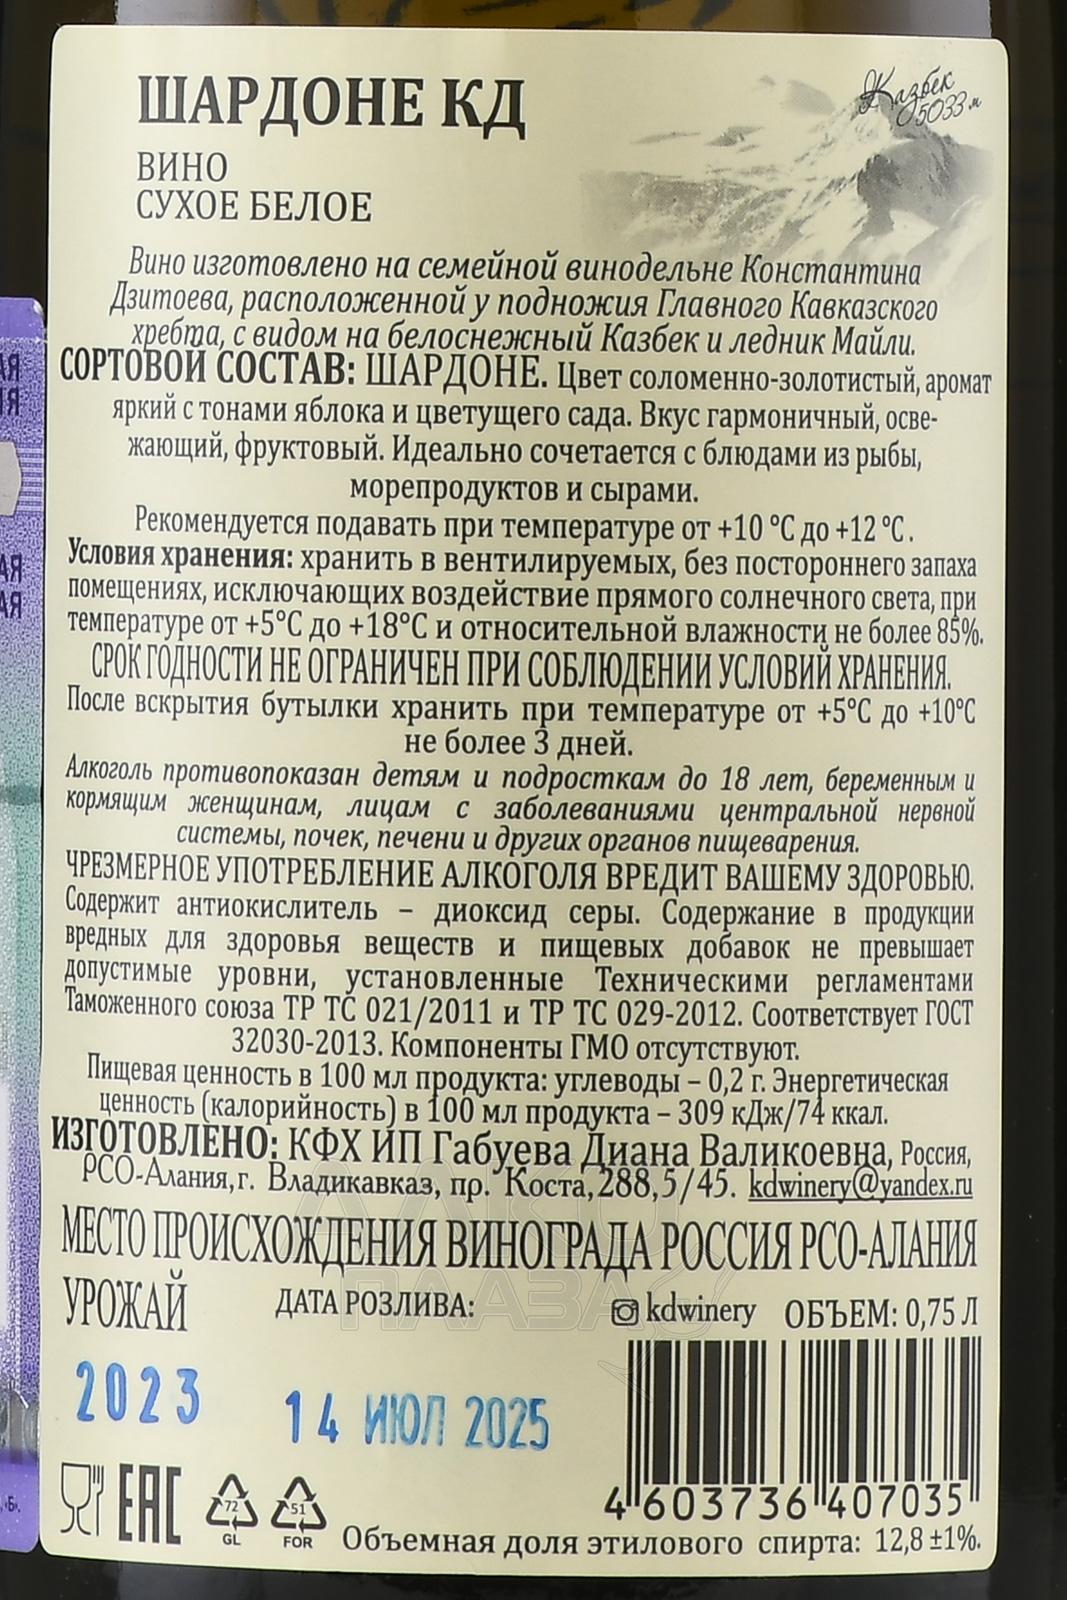 ШАРДОНЕ КД
Казбек
5033 м
ВИНО
СУХОЕ БЕЛОЕ
Вино изготовлено на семейной винодельне Константина
Дзитоева, расположенной у подножия Главного Кавказского
хребта, с видом на белоснежный Казбек и ледник Майли.
СОРТОВОЙ СОСТАВ: ШАРДОНЕ. Цвет соломенно-золотистый, аромат
яркий с тонами яблока и цветущего сада. Вкус гармоничный, осве-
жающий, фруктовый. Идеально сочетается с блюдами из рыбы,
морепродуктов и сырами.
Рекомендуется подавать при температуре от +10 °С до +12 °С.
Условия хранения: хранить в вентилируемых, без постороннего запаха
помещениях, исключающих воздействие прямого солнечного света, при
температуре от +5°С до +18°С и относительной влажности не более 85%.
СРОК ГОДНОСТИ НЕ ОГРАНИЧЕН ПРИ СОБЛЮДЕНИИ УСЛОВИЙ ХРАНЕНИЯ.
После вскрытия бутылки хранить при температуре от +5°С до +10°С
не более 3 дней.
Алкоголь противопоказан детям и подросткам до 18 лет, беременным и
кормящим женщинам, лицам с заболеваниями центральной нервной
системы, почек, печени и других органов пищеварения.
ЧРЕЗМЕРНОЕ УПОТРЕБЛЕНИЕ АЛКОГОЛЯ ВРЕДИТ ВАШЕМУ ЗДОРОВЬЮ.
Содержит антиокислитель – диоксид серы. Содержание в продукции
вредных для здоровья веществ и пищевых добавок не превышает
допустимые уровни, установленные Техническими регламентами
Таможенного союза ТР ТС 021/2011 и ТР ТС 029-2012. Соответствует ГОСТ
32030-2013. Компоненты ГМО отсутствуют.
Пищевая ценность в 100 мл продукта: углеводы – 0,2 г. Энергетическая
ценность (калорийность) в 100 мл продукта – 309 кДж/74 ккал.
ИЗГОТОВЛЕНО: КФХ ИП Габуева Диана Валикоевна, Россия,
РСО-Алания, г. Владикавказ, пр. Коста, 288,5/45. kdwinery@yandex.ru
МЕСТО ПРОИСХОЖДЕНИЯ ВИНОГРАДА РОССИЯ РСО-АЛАНИЯ
УРОЖАЙ ДАТА РОЗЛИВА: kdwinery ОБЪЕМ: 0,75 Л
АЛКО
ПЛАЗА
2023 14 ИЮЛ 2025
4 603736 407035
EAC 72 GL 51 FOR
Объемная доля этилового спирта: 12,8 ±1%.